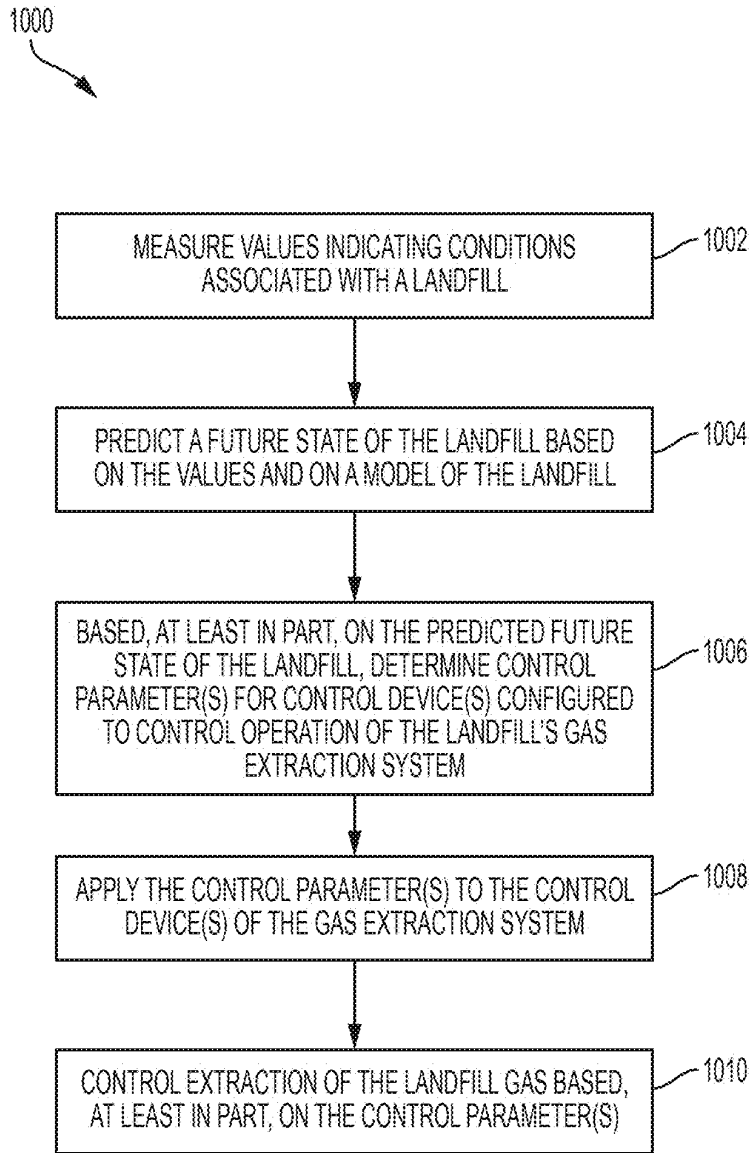 1000
MEASURE VALUES INDICATING CONDITIONS
ASSOCIATED WITH A LANDFILL
1002
PREDICT A FUTURE STATE OF THE LANDFILL BASED
ON THE VALUES AND ON A MODEL OF THE LANDFILL
1004
BASED, AT LEAST IN PART, ON THE PREDICTED FUTURE
STATE OF THE LANDFILL, DETERMINE CONTROL
PARAMETER(S) FOR CONTROL DEVICE(S) CONFIGURED
TO CONTROL OPERATION OF THE LANDFILL'S GAS
EXTRACTION SYSTEM
1006
APPLY THE CONTROL PARAMETER(S) TO THE CONTROL
DEVICE(S) OF THE GAS EXTRACTION SYSTEM
1008
CONTROL EXTRACTION OF THE LANDFILL GAS BASED,
AT LEAST IN PART, ON THE CONTROL PARAMETER(S)
1010